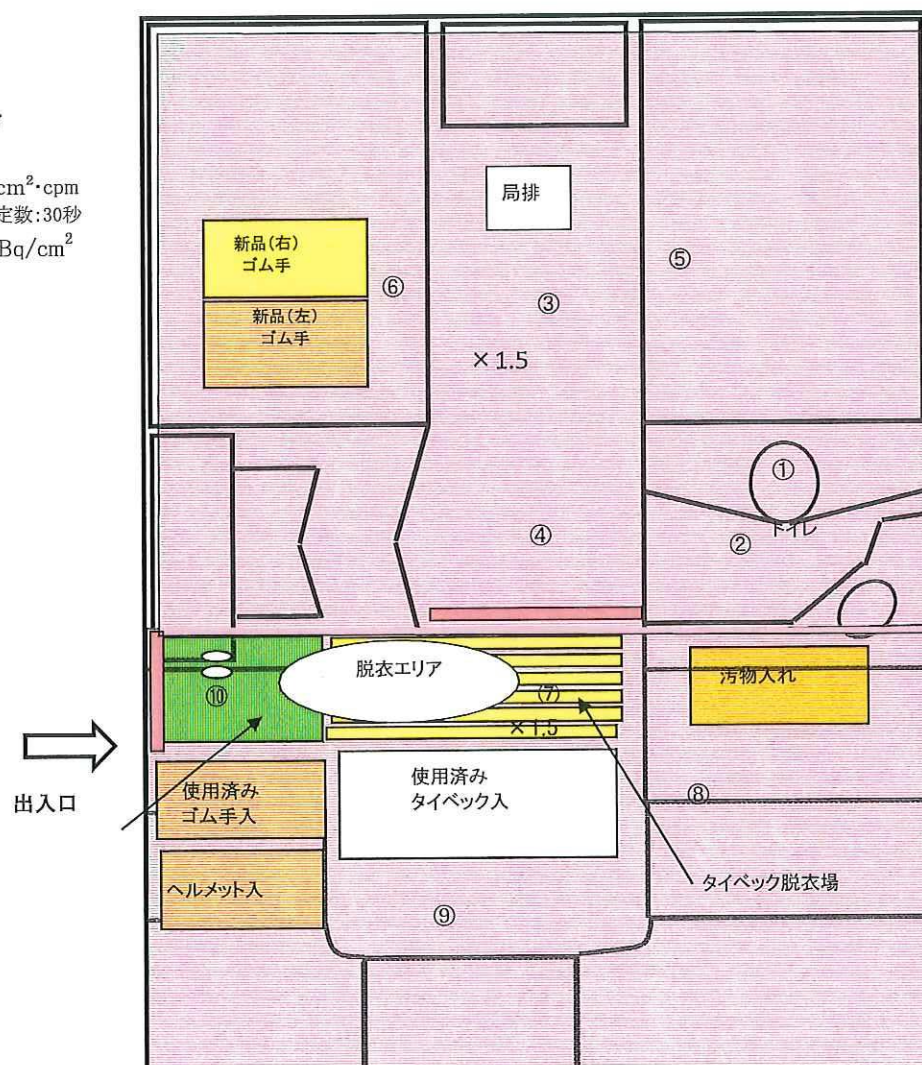 cm²・cpm
定数:30秒
Bq/cm²
局排
新品(右)
ゴム手
⑥
⑤
③
新品(左)
ゴム手
×1.5
①
④
②
トイレ
脱衣エリア
汚物入れ
⑩
⑦
×1.5
出入口
使用済み
ゴム手入
使用済み
タイベック入
⑧
ヘルメット入
タイベック脱衣場
⑨